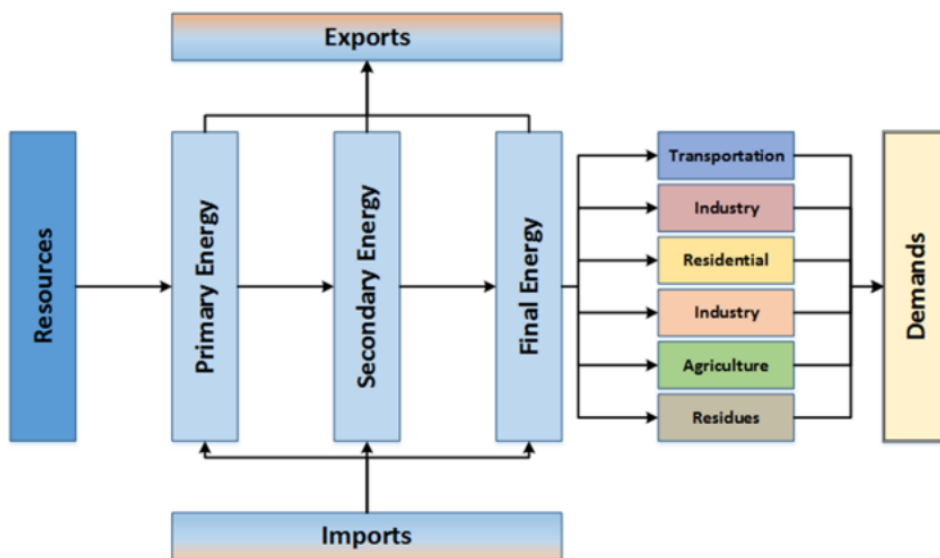 Exports
Resources
Primary Energy
Secondary Energy
Final Energy
Transportation
Industry
Residential
Industry
Agriculture
Residues
Demands
Imports